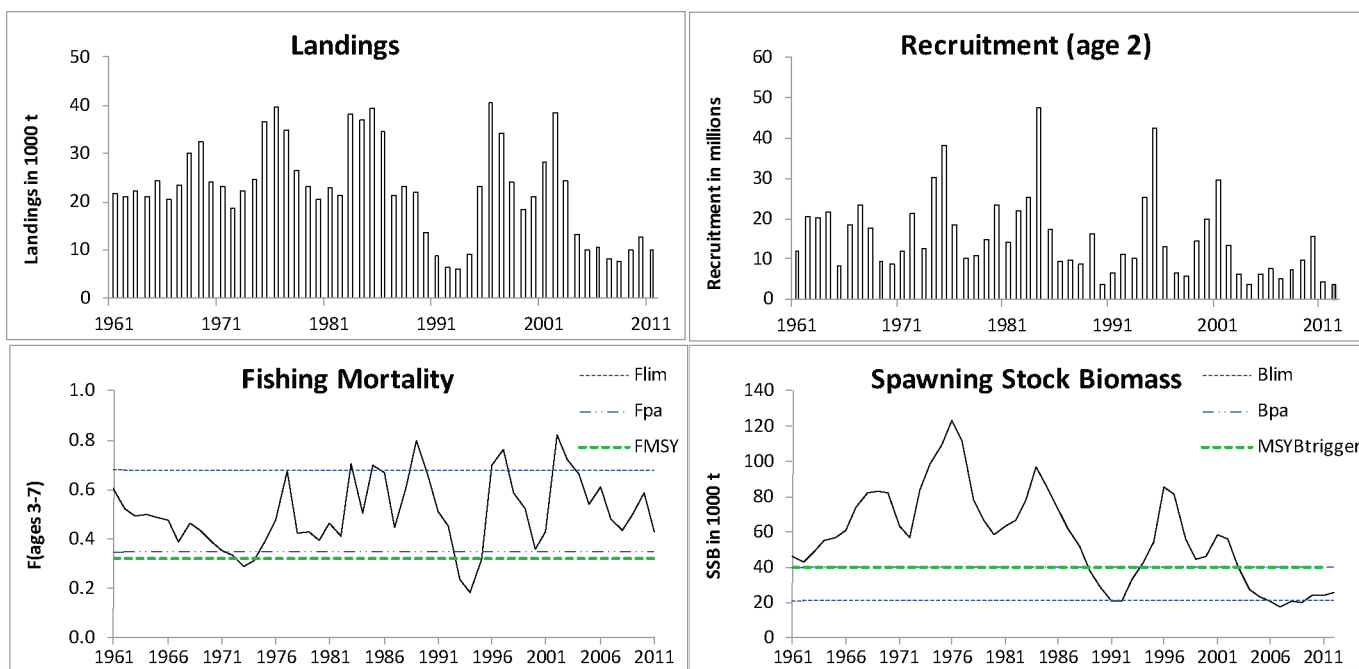 Landings
Landings in 1000 t
50
40
30
20
10
0
1961 1971 1981 1991 2001 2011
Recruitment (age 2)
Recruitment in millions
60
50
40
30
20
10
0
1961 1971 1981 1991 2001 2011
Fishing Mortality
F(ages 3-7)
1.0
0.8
0.6
0.4
0.2
0.0
1961 1966 1971 1976 1981 1986 1991 1996 2001 2006 2011
Flim
Fpa
FMSY
Spawning Stock Biomass
SSB in 1000 t
140
120
100
80
60
40
20
0
1961 1966 1971 1976 1981 1986 1991 1996 2001 2006 2011
Blim
Bpa
MSYBtrigger